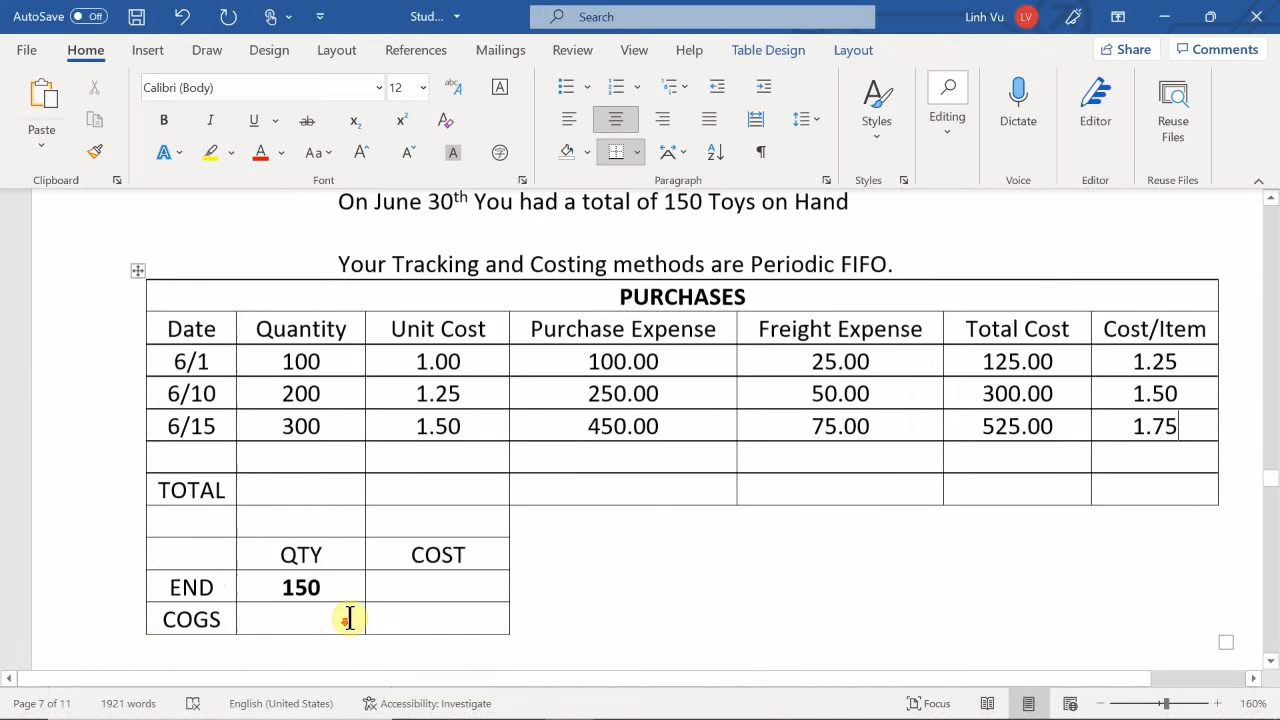 AutoSave Off Stud... Search Linh Vu LV
File Home Insert Draw Design Layout References Mailings Review View Help Table Design Layout Share Comments
Paste Calibri (Body) 12 Styles Editing Dictate Editor Reuse Files
Clipboard Font Paragraph Styles Voice Editor Reuse Files
On June 30th You had a total of 150 Toys on Hand
Your Tracking and Costing methods are Periodic FIFO.
PURCHASES
Date Quantity Unit Cost Purchase Expense Freight Expense Total Cost Cost/Item
6/1 100 1.00 100.00 25.00 125.00 1.25
6/10 200 1.25 250.00 50.00 300.00 1.50
6/15 300 1.50 450.00 75.00 525.00 1.75
TOTAL
QTY COST
END 150
COGS
Page 7 of 11 1921 words English (United States) Accessibility: Investigate Focus 160%